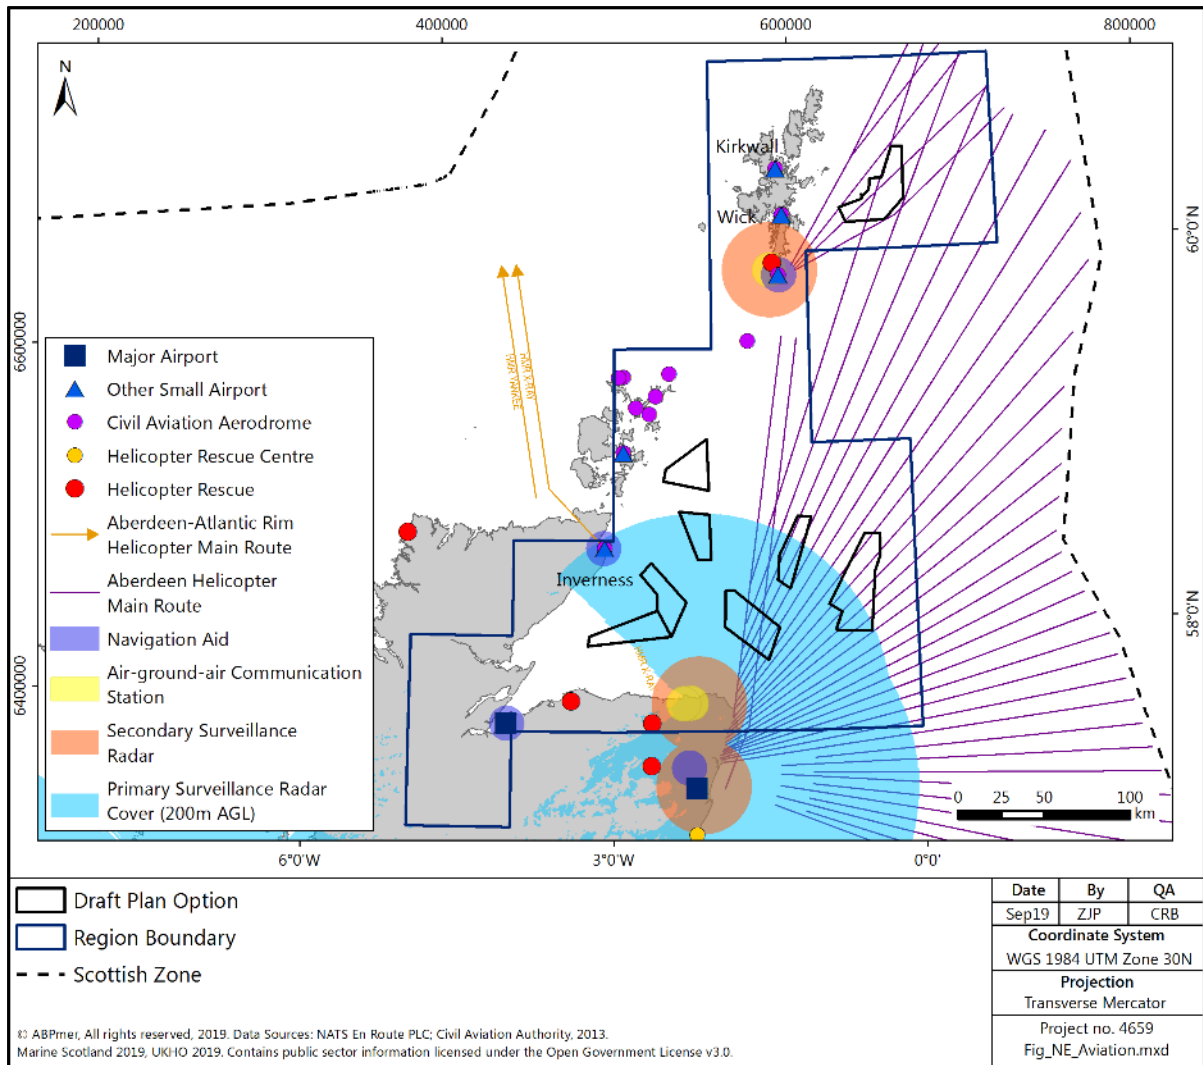 200000
400000
600000
800000
N
Kirkwall
Wick
60°0'N
6600000
HMR X-RAY
HMR YANKEE
Major Airport
Other Small Airport
Civil Aviation Aerodrome
Helicopter Rescue Centre
Helicopter Rescue
Aberdeen-Atlantic Rim
Helicopter Main Route
Aberdeen Helicopter
Main Route
Navigation Aid
Air-ground-air Communication
Station
Secondary Surveillance
Radar
Primary Surveillance Radar
Cover (200m AGL)
Inverness
58°0'N
HMR X-RAY
6400000
0 25 50 100
km
6°0'W
3°0'W
0°0'
Draft Plan Option
Region Boundary
Scottish Zone
Date By QA
Sep19 ZJP CRB
Coordinate System
WGS 1984 UTM Zone 30N
Projection
Transverse Mercator
Project no. 4659
Fig_NE_Aviation.mxd
© ABPmer, All rights reserved, 2019. Data Sources: NATS En Route PLC; Civil Aviation Authority, 2013.
Marine Scotland 2019, UKHO 2019. Contains public sector information licensed under the Open Government License v3.0.